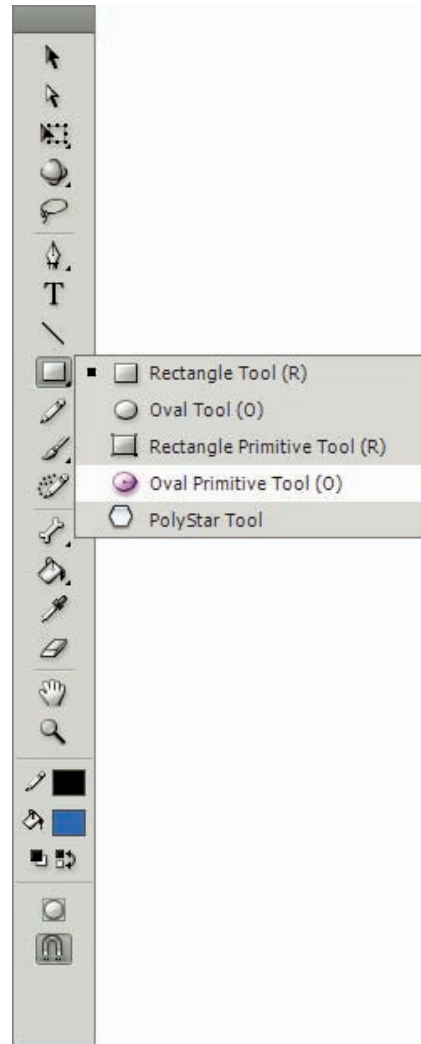 T
Rectangle Tool (R)
Oval Tool (O)
Rectangle Primitive Tool (R)
Oval Primitive Tool (O)
PolyStar Tool